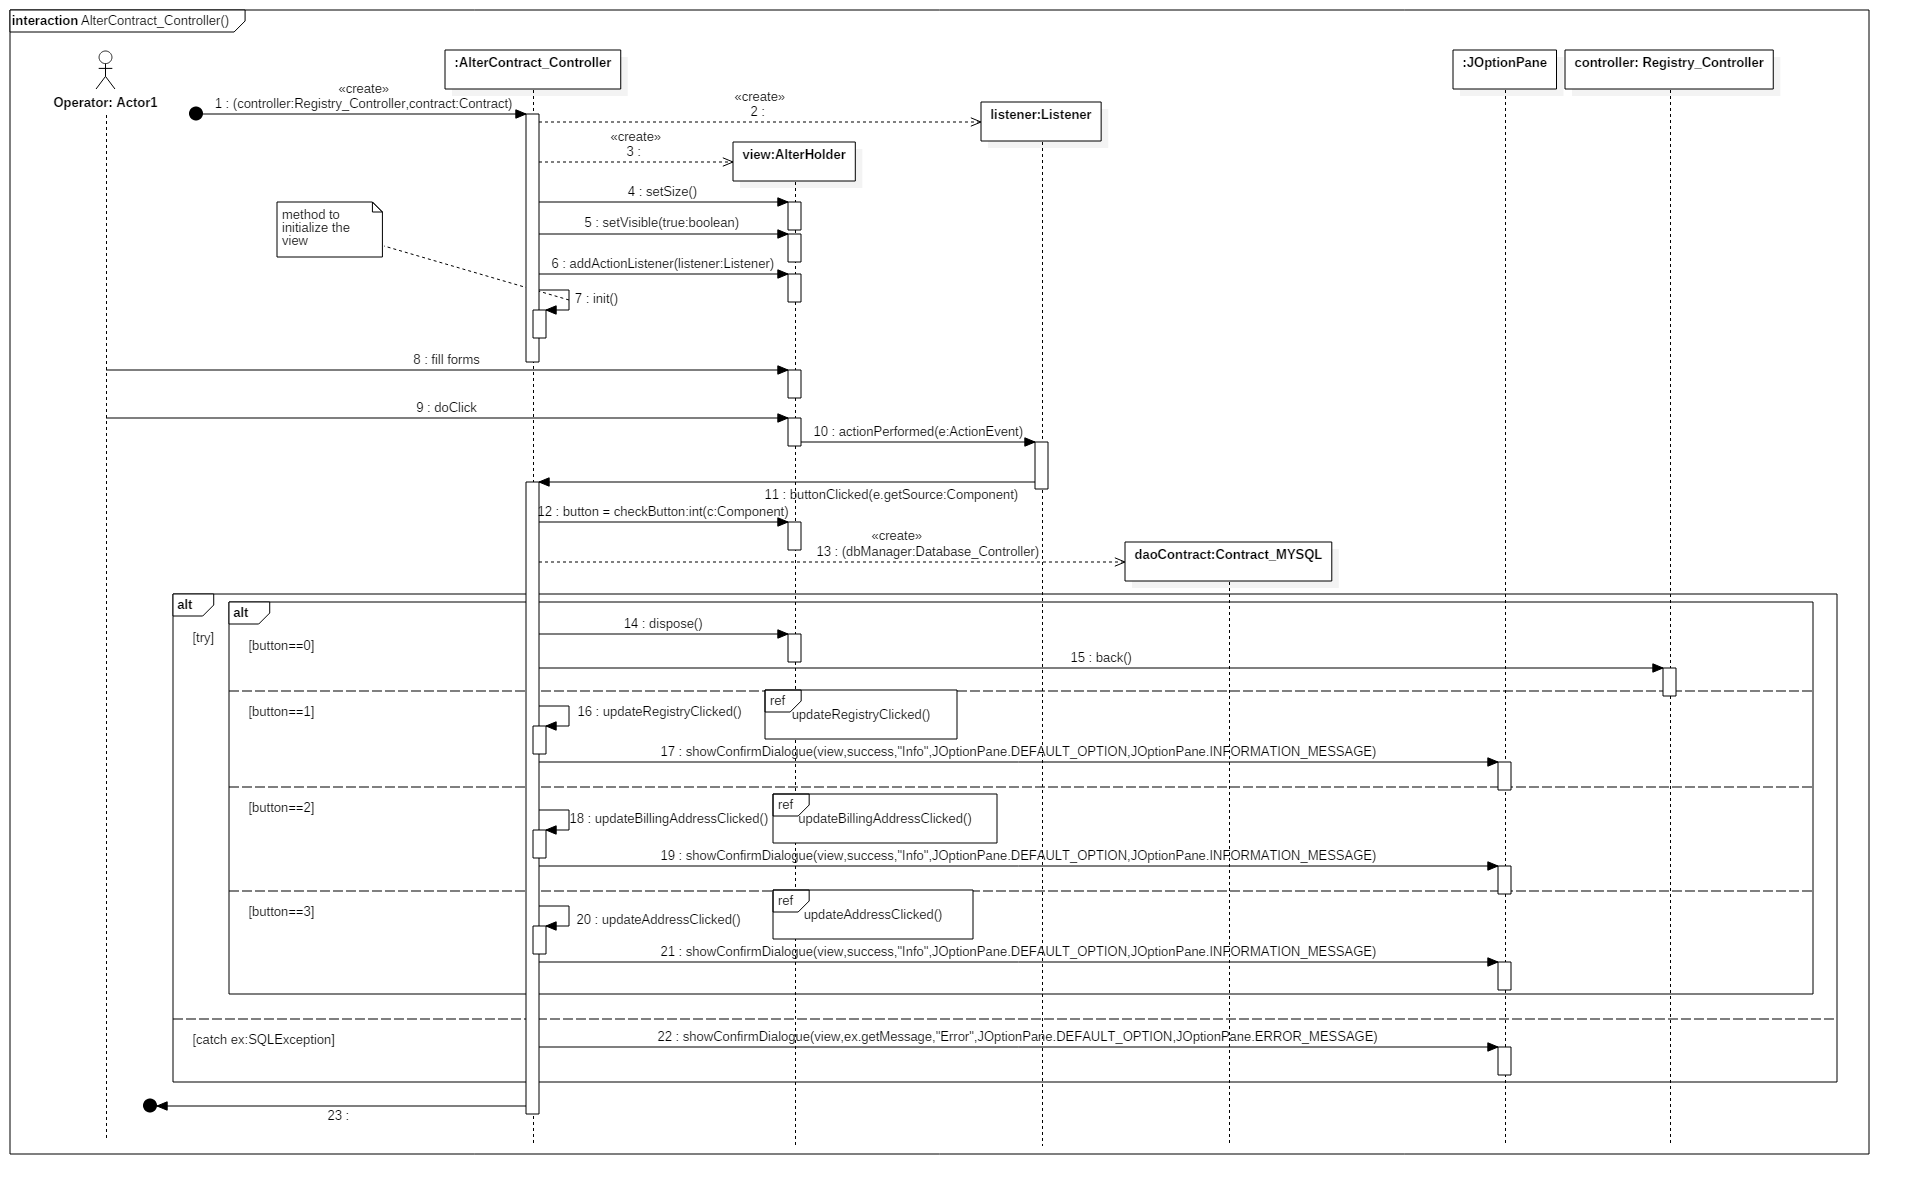 interaction AlterContract_Controller()
:AlterContract_Controller
:JOptionPane
controller: Registry_Controller
Operator: Actor1
«create»
1 : (controller:Registry_Controller,contract:Contract)
«create»
2 :
listener:Listener
«create»
3 :
view:AlterHolder
4 : setSize()
method to
initialize the
view
5 : setVisible(true:boolean)
6 : addActionListener(listener:Listener)
7 : init()
8 : fill forms
9 : doClick
10 : actionPerformed(e:ActionEvent)
11 : buttonClicked(e.getSource:Component)
12 : button = checkButton:int(c:Component)
«create»
13 : (dbManager:Database_Controller)
daoContract:Contract_MYSQL
alt
alt
[try]
[button==0]
14 : dispose()
15 : back()
[button==1]
16 : updateRegistryClicked()
ref
updateRegistryClicked()
17 : showConfirmDialogue(view,success,"Info",JOptionPane.DEFAULT_OPTION,JOptionPane.INFORMATION_MESSAGE)
[button==2]
18 : updateBillingAddressClicked()
ref
updateBillingAddressClicked()
19 : showConfirmDialogue(view,success,"Info",JOptionPane.DEFAULT_OPTION,JOptionPane.INFORMATION_MESSAGE)
[button==3]
20 : updateAddressClicked()
ref
updateAddressClicked()
21 : showConfirmDialogue(view,success,"Info",JOptionPane.DEFAULT_OPTION,JOptionPane.INFORMATION_MESSAGE)
[catch ex:SQLException]
22 : showConfirmDialogue(view,ex.getMessage,"Error",JOptionPane.DEFAULT_OPTION,JOptionPane.ERROR_MESSAGE)
23 :